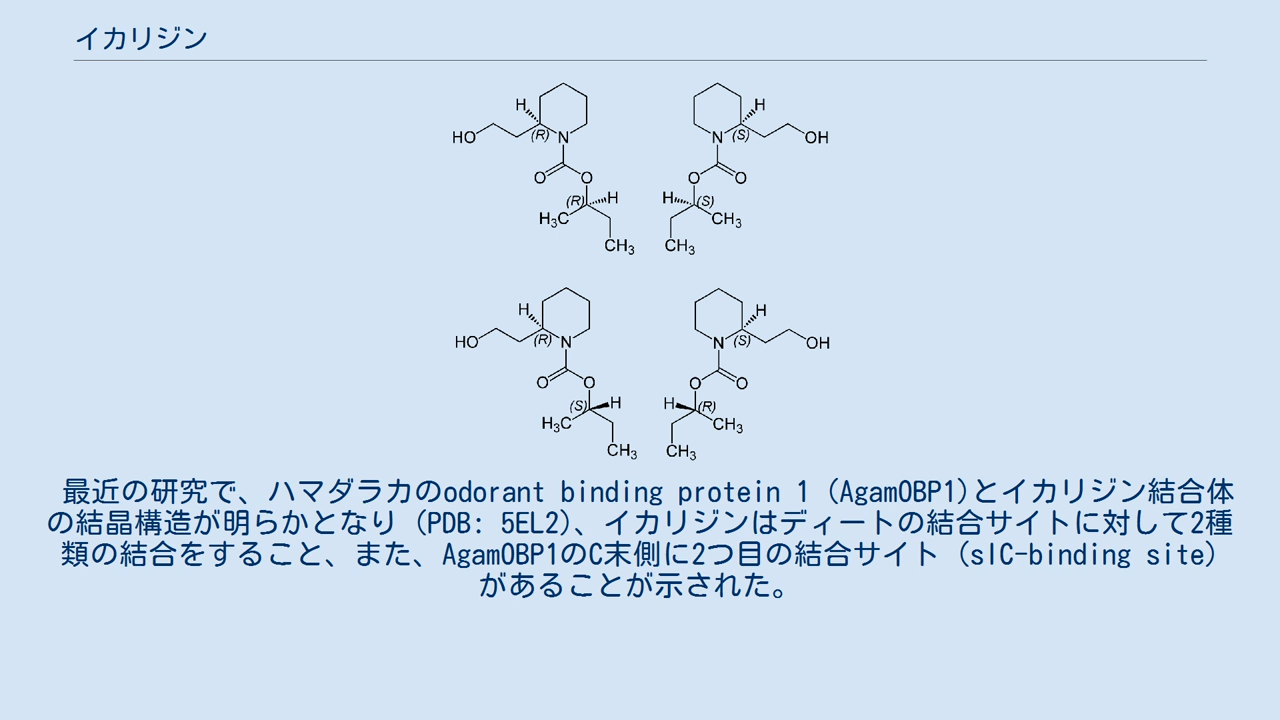 イカリジン
H H
HO (R) N N (S) OH
O O O O
(R) H H (S)
H₃C CH₃
CH₃ CH₃
H H
HO (R) N N (S) OH
O O O O
(S) H H (R)
H₃C CH₃
CH₃ CH₃
最近の研究で、ハマダラカのodorant binding protein 1 (AgamOBP1)とイカリジン結合体
の結晶構造が明らかとなり (PDB: 5EL2)、イカリジンはディートの結合サイトに対して2種
類の結合をすること、また、AgamOBP1のC末側に2つ目の結合サイト (sIC-binding site)
があることが示された。